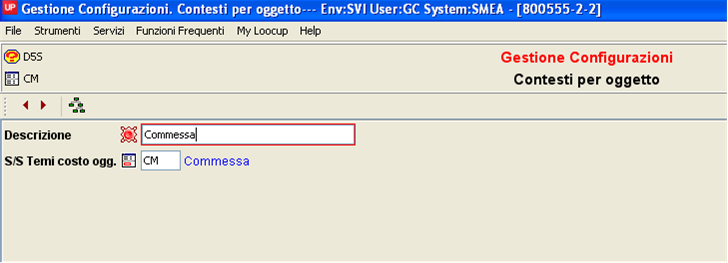 UP Gestione Configurazioni. Contesti per oggetto--- Env:SVI User:GC System:SMEA - [800555-2-2]
File Strumenti Servizi Funzioni Frequenti My Loocup Help
D5S
Gestione Configurazioni
CM
Contesti per oggetto
Descrizione Commessa
S/S Temi costo ogg. CM Commessa